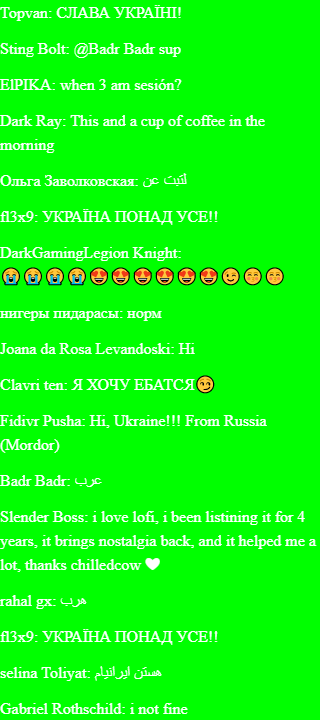 Topvan: СЛАВА УКРАЇНІ!
Sting Bolt: @Badr Badr sup
ElPIKA: when 3 am sesión?
Dark Ray: This and a cup of coffee in the
morning
Ольга Заволковская: انبت عن
fl3x9: УКРАЇНА ПОНАД УСЕ!!
DarkGamingLegion Knight:
😭😭😭😭😍😍😍😍😍😍😉😊😊
нигеры пидарасы: норм
Joana da Rosa Levandoski: Hi
Clavri ten: Я ХОЧУ ЕБАТСЯ😏
Fidivr Pusha: Hi, Ukraine!!! From Russia
(Mordor)
Badr Badr: عرب
Slender Boss: i love lofi, i been listining it for 4
years, it brings nostalgia back, and it helped me a
lot, thanks chilledcow 🤍
rahal gx: هرب
fl3x9: УКРАЇНА ПОНАД УСЕ!!
selina Toliyat: هستن ایرانیام
Gabriel Rothschild: i not fine